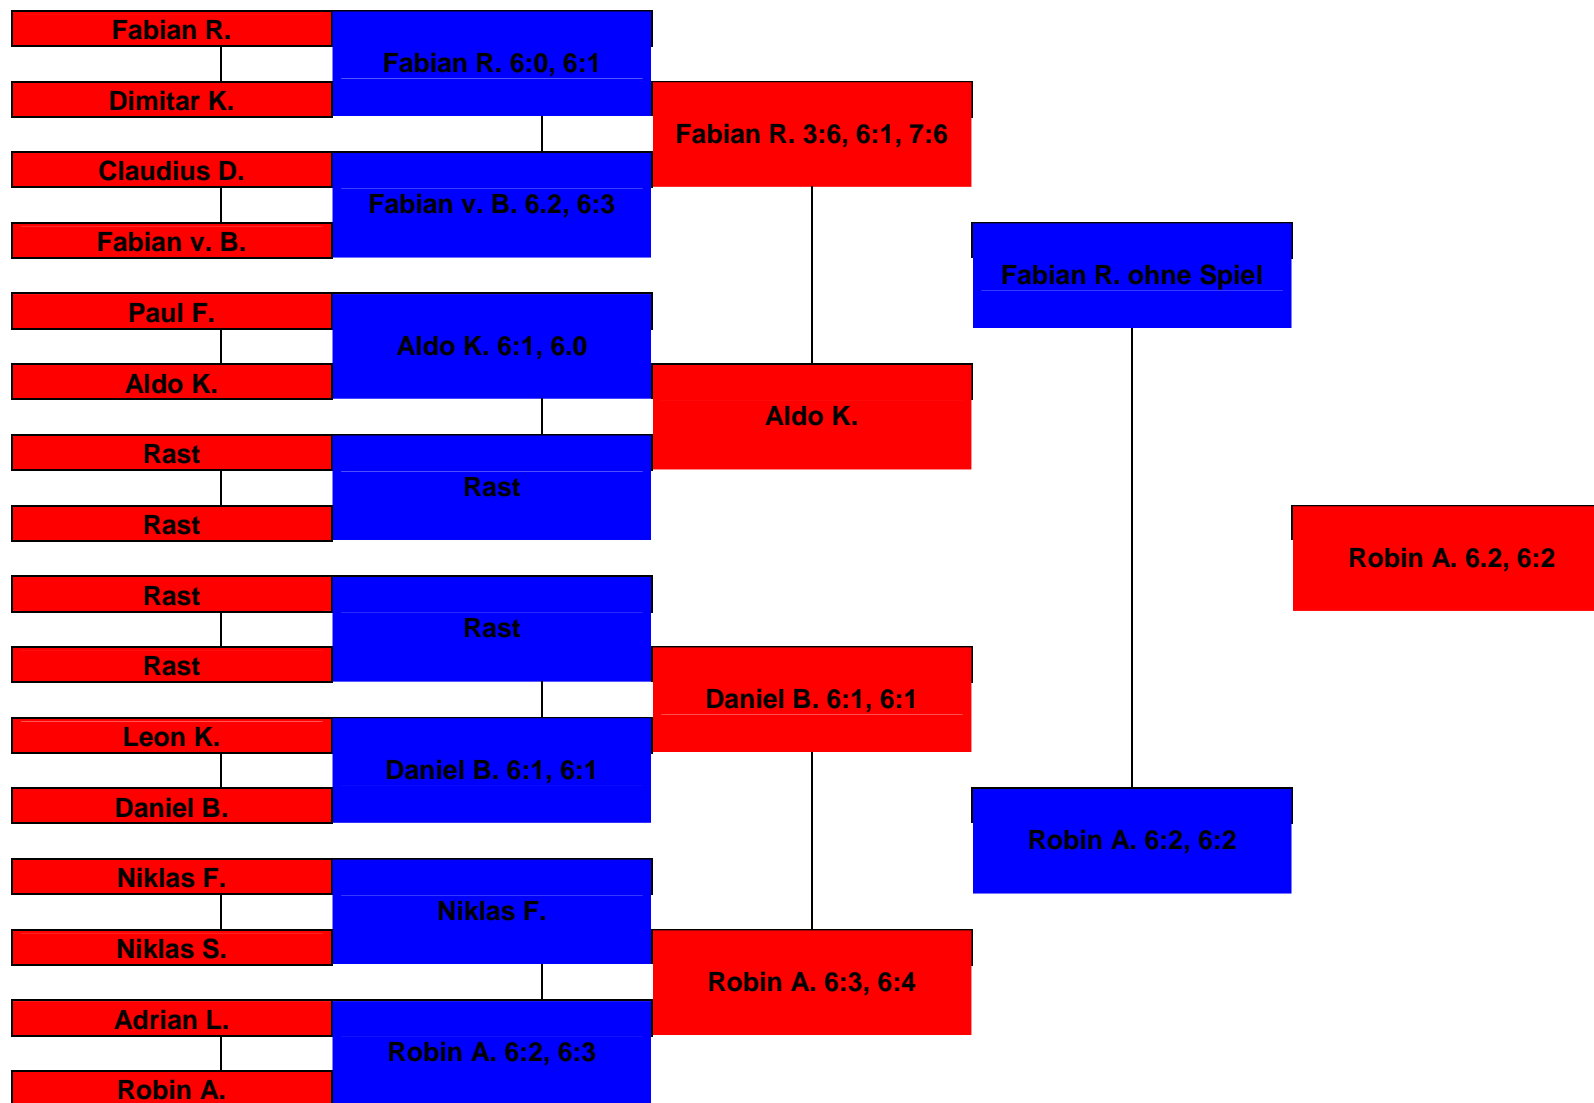 Fabian R.
Dimitar K.
Claudius D.
Fabian v. B.
Paul F.
Aldo K.
Rast
Rast
Rast
Rast
Leon K.
Daniel B.
Niklas F.
Niklas S.
Adrian L.
Robin A.
Fabian R. 6:0, 6:1
Fabian v. B. 6.2, 6:3
Aldo K. 6:1, 6.0
Rast
Rast
Daniel B. 6:1, 6:1
Niklas F.
Robin A. 6:2, 6:3
Fabian R. 3:6, 6:1, 7:6
Aldo K.
Daniel B. 6:1, 6:1
Robin A. 6:3, 6:4
Fabian R. ohne Spiel
Robin A. 6:2, 6:2
Robin A. 6.2, 6:2